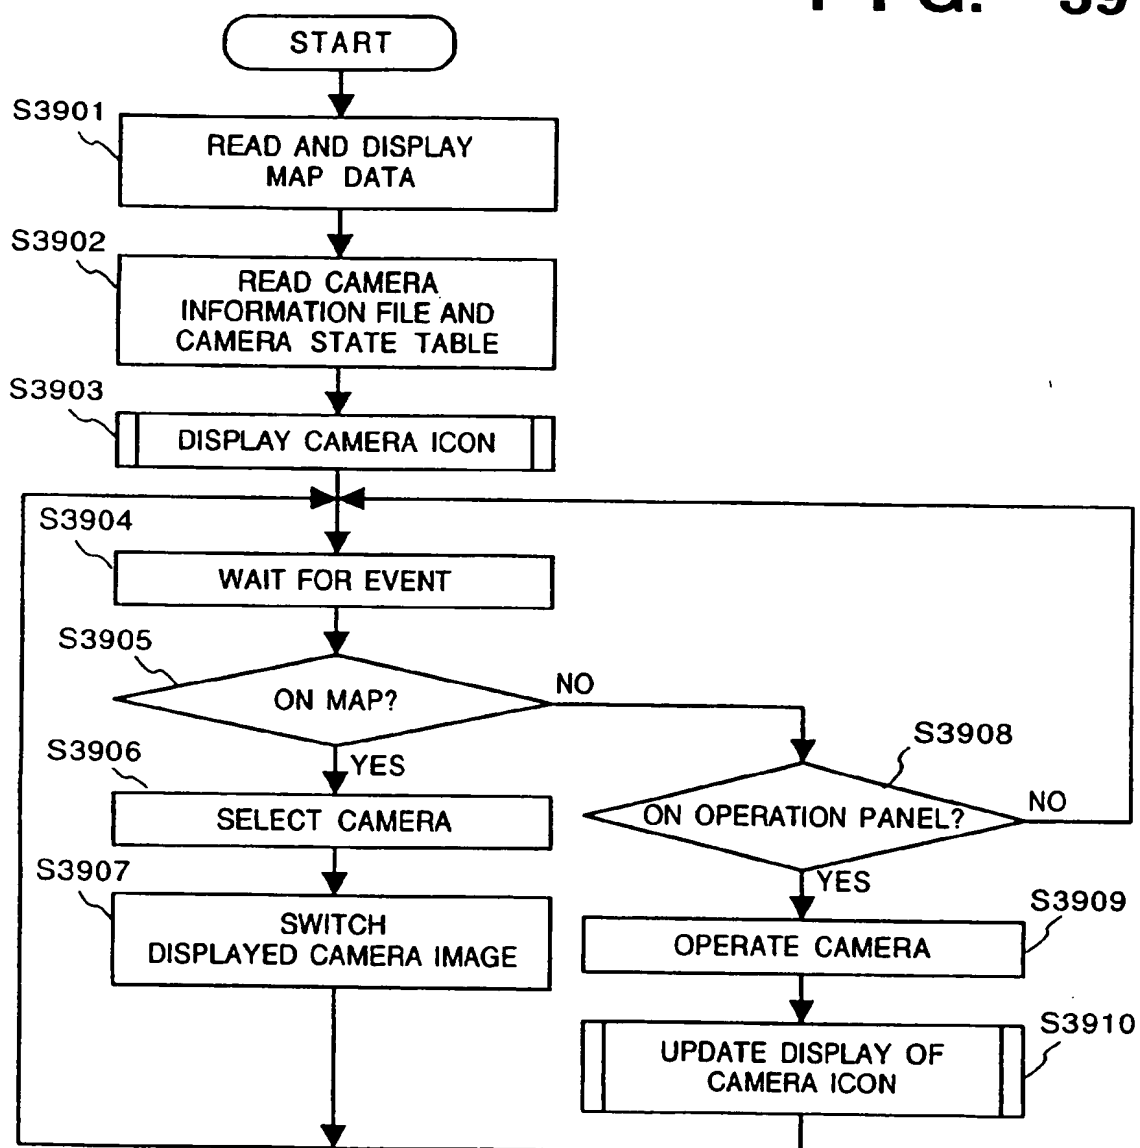 FIG. 39
START
S3901
READ AND DISPLAY
MAP DATA
S3902
READ CAMERA
INFORMATION FILE AND
CAMERA STATE TABLE
S3903
DISPLAY CAMERA ICON
S3904
WAIT FOR EVENT
S3905
ON MAP?
NO
S3906
YES
SELECT CAMERA
S3907
SWITCH
DISPLAYED CAMERA IMAGE
S3908
ON OPERATION PANEL?
NO
YES
S3909
OPERATE CAMERA
S3910
UPDATE DISPLAY OF
CAMERA ICON